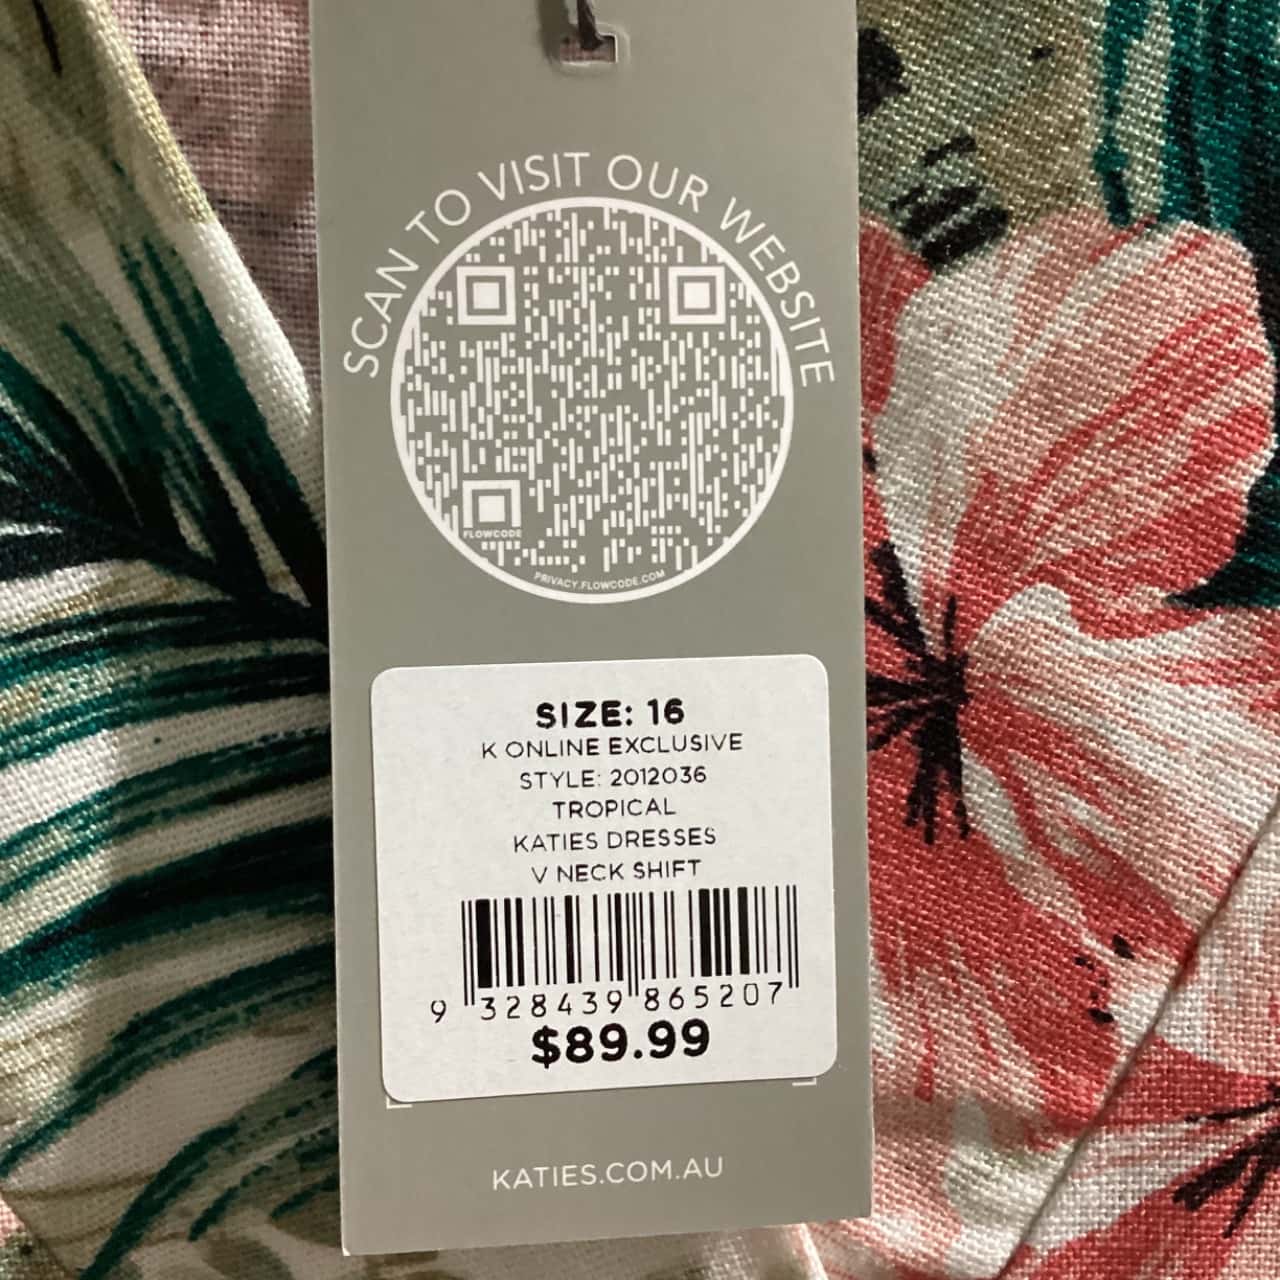 SCAN TO VISIT OUR WEBSITE
FLOWCODE
PRIVACY.FLOWCODE.COM
SIZE: 16
K ONLINE EXCLUSIVE
STYLE: 2012036
TROPICAL
KATIES DRESSES
V NECK SHIFT
9 328439 865207
$89.99
KATIES.COM.AU